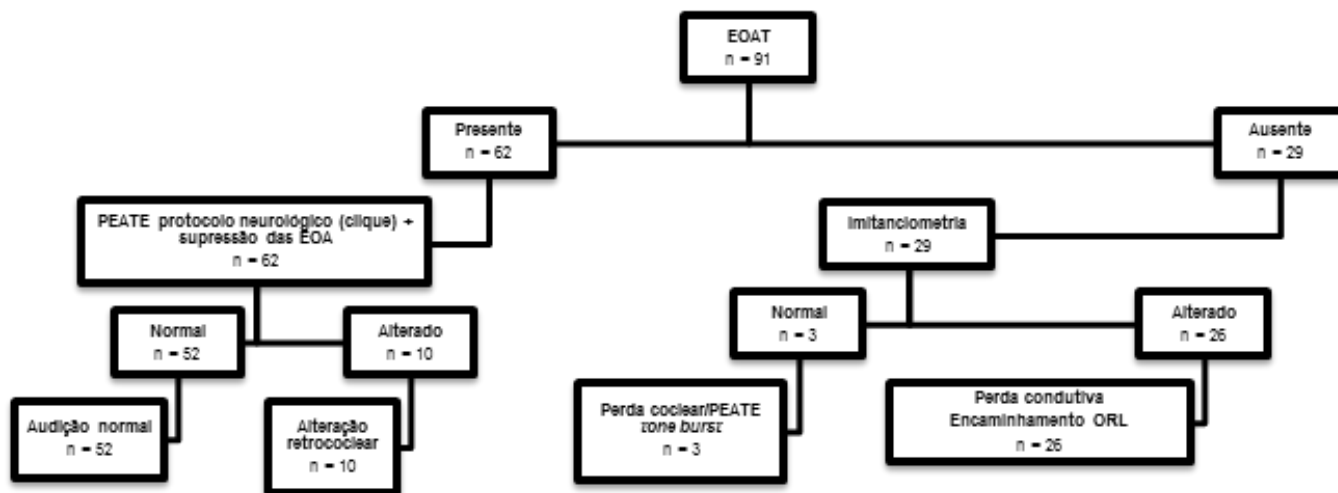 EOAT
n = 91
Presente
n = 62
Ausente
n = 29
PEATE protocolo neurológico (clique) +
supressão das EOA
n = 62
Imitanciometria
n = 29
Normal
n = 52
Alterado
n = 10
Normal
n = 3
Alterado
n = 26
Audição normal
n = 52
Alteração
retrococlear
n = 10
Perda coclear/PEATE
tone burst
n = 3
Perda condutiva
Encaminhamento ORL
n = 26